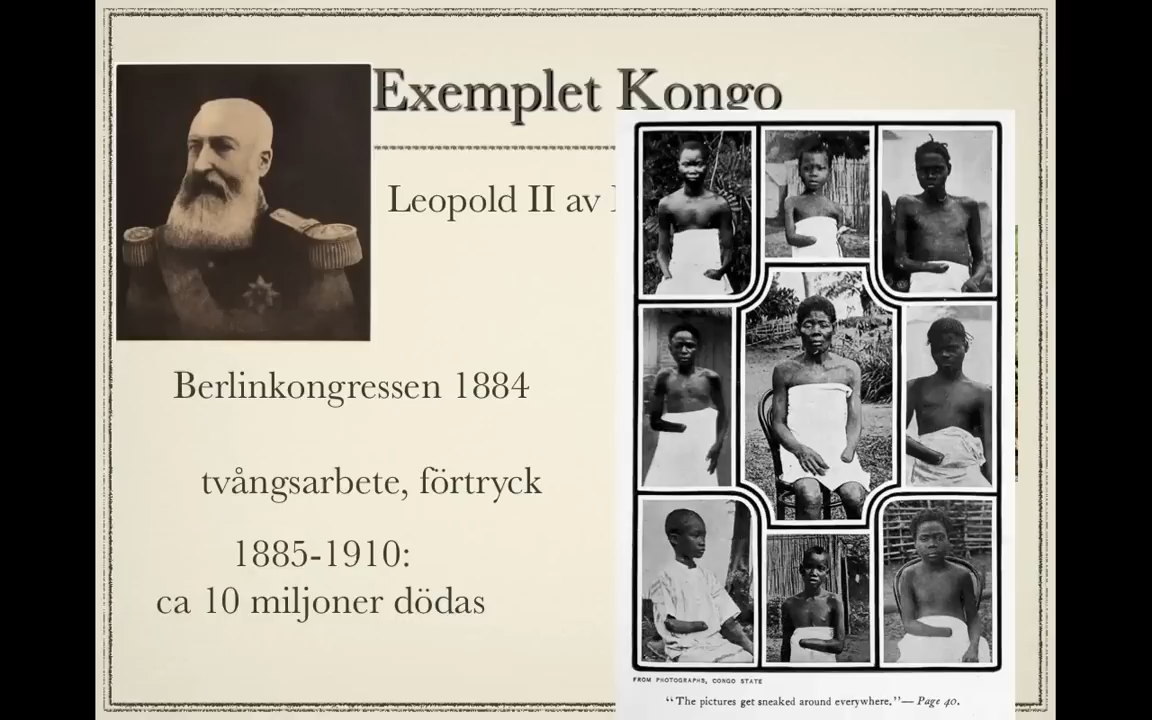 Exemplet Kongo
Leopold II av
Berlinkongressen 1884
tvångsarbete, förtryck
1885-1910:
ca 10 miljoner dödas
FROM PHOTOGRAPHS, CONGO STATE
“The pictures get sneaked around everywhere.”— Page 40.